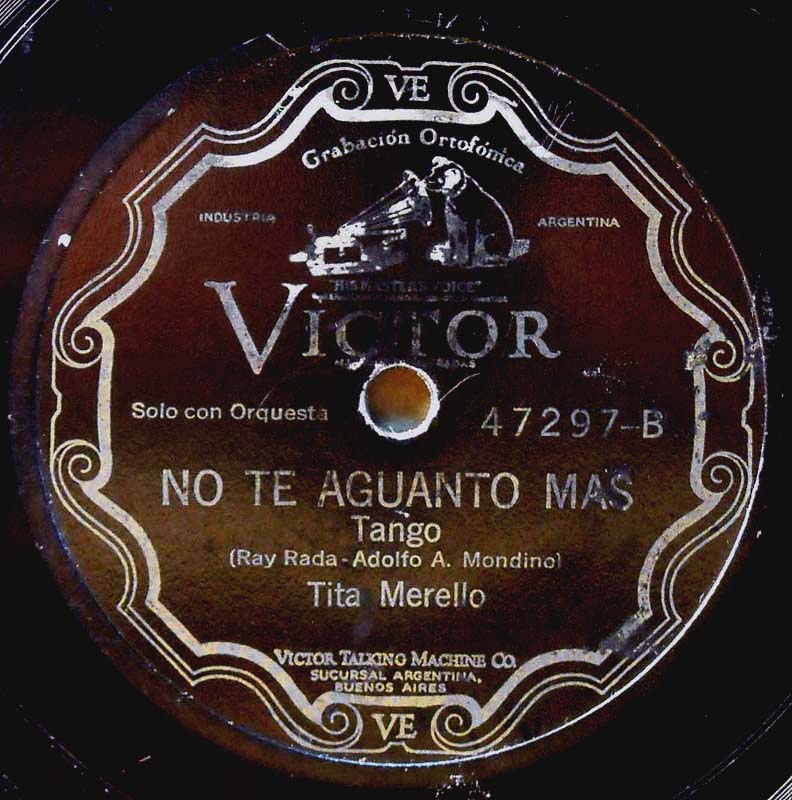 VE
Grabación Ortofónica
INDUSTRIA ARGENTINA
"HIS MASTER'S VOICE"
VICTOR
Solo con Orquesta 47297-B
NO TE AGUANTO MAS
Tango
(Ray Rada-Adolfo A. Mondino)
Tita Merello
VICTOR TALKING MACHINE CO.
SUCURSAL ARGENTINA,
BUENOS AIRES
VE